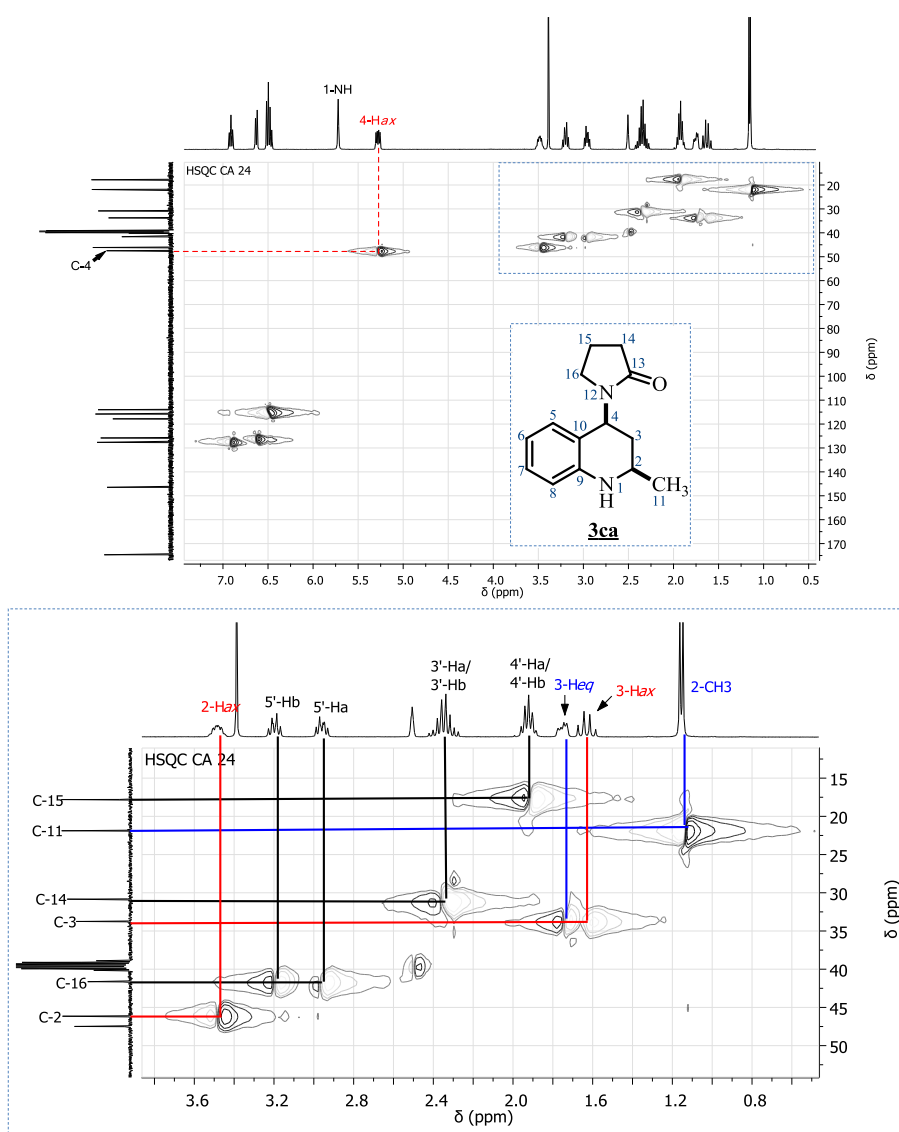 1-NH
4-Hax
HSQC CA 24
C-4
20
30
40
50
60
70
80
90
100
110
120
130
140
150
160
170
δ (ppm)
15
14
13
16
12
O
N
5
4
10
3
6
2
7
9
8
N
1
H
11
CH3
3ca
7.0 6.5 6.0 5.5 5.0 4.5 4.0 3.5 3.0 2.5 2.0 1.5 1.0 0.5
δ (ppm)
2-Hax
5'-Hb
5'-Ha
3'-Ha/
3'-Hb
4'-Ha/
4'-Hb
3-Heq
3-Hax
2-CH3
HSQC CA 24
C-15
C-11
C-14
C-3
C-16
C-2
15
20
25
30
35
40
45
50
δ (ppm)
3.6 3.2 2.8 2.4 2.0 1.6 1.2 0.8
δ (ppm)